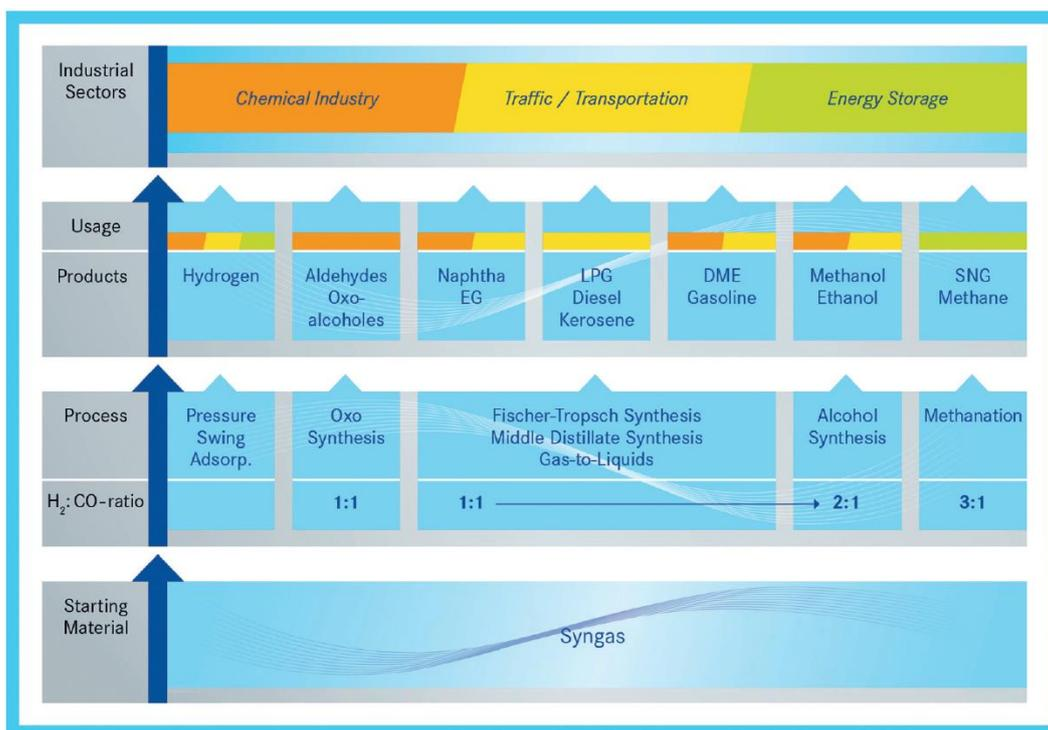 Industrial
Sectors
Chemical Industry
Traffic / Transportation
Energy Storage
Usage
Products
Hydrogen
Aldehydes
Oxo-
alcoholes
Naphtha
EG
LPG
Diesel
Kerosene
DME
Gasoline
Methanol
Ethanol
SNG
Methane
Process
Pressure
Swing
Adsorp.
Oxo
Synthesis
Fischer-Tropsch Synthesis
Middle Distillate Synthesis
Gas-to-Liquids
Alcohol
Synthesis
Methanation
H₂: CO-ratio
1:1
1:1
2:1
3:1
Starting
Material
Syngas